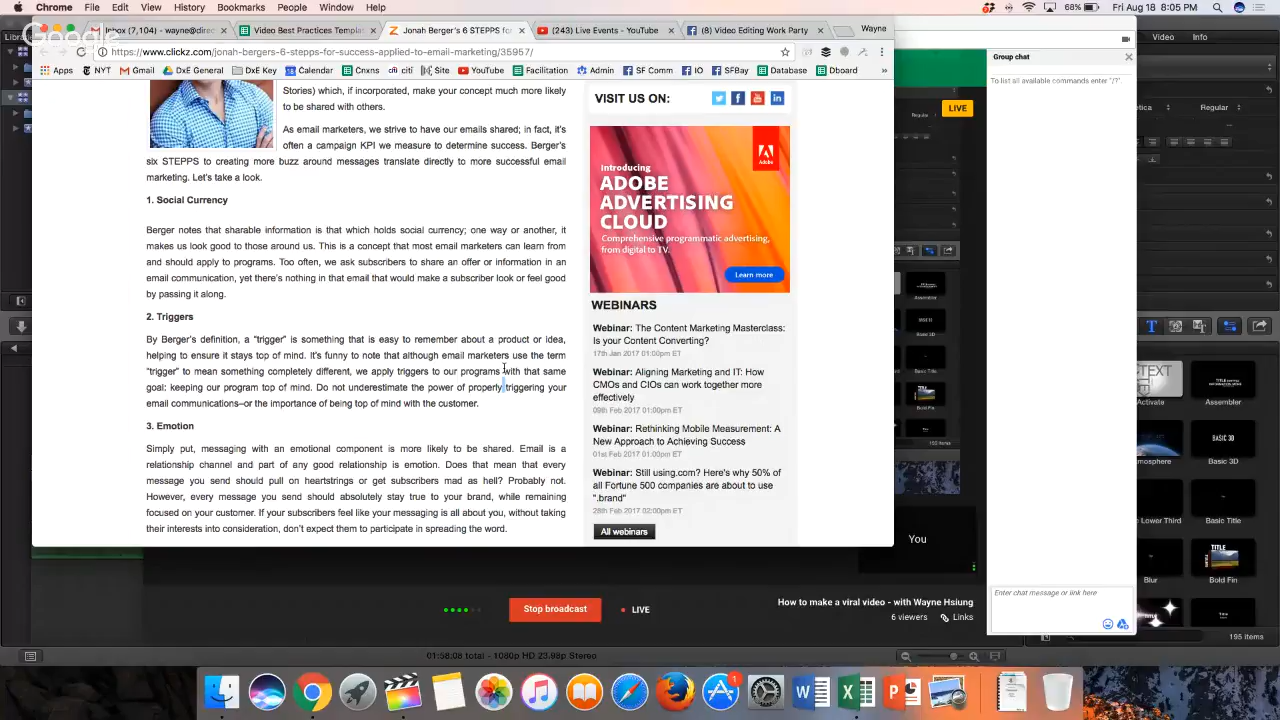 Chrome File Edit View History Bookmarks People Window Help
68% Fri Aug 18 8:05
Inbox (710) - wayne@direc
Video Best Practices Templat
Jonah Berger's 6 STEPPS for
(243) Live Events - YouTube
(8) Video Editing Work Party
Wayne
Google
https://www.clickz.com/jonah-bergers-6-stepps-for-success-applied-to-email-marketing/35957/
Apps NYT Gmail DxE General DxE Key Calendar Cnxns citi Site YouTube Facilitation Admin SF Comm IO SFBay Database Dboard »
Stories) which, if incorporated, make your concept much more likely
to be shared with others.
As email marketers, we strive to have our emails shared; in fact, it's
often a campaign KPI we measure to determine success. Berger's
six STEPPS to creating more buzz around messages translate directly to more successful email
marketing. Let's take a look.
1. Social Currency
Berger notes that sharable information is that which holds social currency; one way or another, it
makes us look good to those around us. This is a concept that most email marketers can learn from
and should apply to programs. Too often, we ask subscribers to share an offer or information in an
email communication, yet there's nothing in that email that would make a subscriber look or feel good
by passing it along.
2. Triggers
By Berger's definition, a "trigger" is something that is easy to remember about a product or idea,
helping to ensure it stays top of mind. It's funny to note that although email marketers use the term
"trigger" to mean something completely different, we apply triggers to our programs with that same
goal: keeping our program top of mind. Do not underestimate the power of properly triggering your
email communications–or the importance of being top of mind with the customer.
3. Emotion
Simply put, messaging with an emotional component is more likely to be shared. Email is a
relationship channel and part of any good relationship is emotion. Does that mean that every
message you send should pull on heartstrings or get subscribers mad as hell? Probably not.
However, every message you send should absolutely stay true to your brand, while remaining
focused on your customer. If your subscribers feel like your messaging is all about you, without taking
their interests into consideration, don't expect them to participate in spreading the word.
VISIT US ON:
Introducing
ADOBE
ADVERTISING
CLOUD
Comprehensive programmatic advertising,
from digital to TV.
Learn more
Adobe
WEBINARS
Webinar: The Content Marketing Masterclass:
Is Your Content Converting?
17th Jan 2017 01:00pm ET
Webinar: Aligning Marketing and IT: How
CMOs and CIOs can work together more
effectively
09th Feb 2017 01:00pm ET
Webinar: Rethinking Mobile Measurement: A
New Approach to Achieving Success
01st Feb 2017 01:00pm ET
Webinar: Still using.com? Here's why 50% of
all Fortune 500 companies are about to use
".brand"
28th Feb 2017 01:00pm ET
All webinars
LIVE
Regular
Assembler
Basic 3D
Basic Title
Bold Fin
195 items
You
Stop broadcast
LIVE
How to make a viral video - with Wayne Hsiung
6 viewers Links
Group chat
To list all available commands enter "/?".
Enter chat message or link here
Video Info
Regular
TEXT
Activate
Assembler
BASIC 3D
Basic 3D
Basic Title
TITLE
Blur
Bold Fin
195 items
01:58:08 total - 1080p HD 23.98p Stereo
1